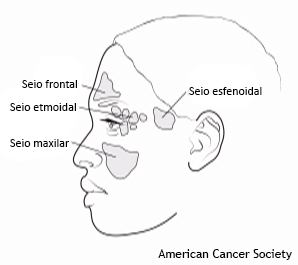 Seio frontal
Seio etmoidal
Seio esfenoidal
Seio maxilar
American Cancer Society